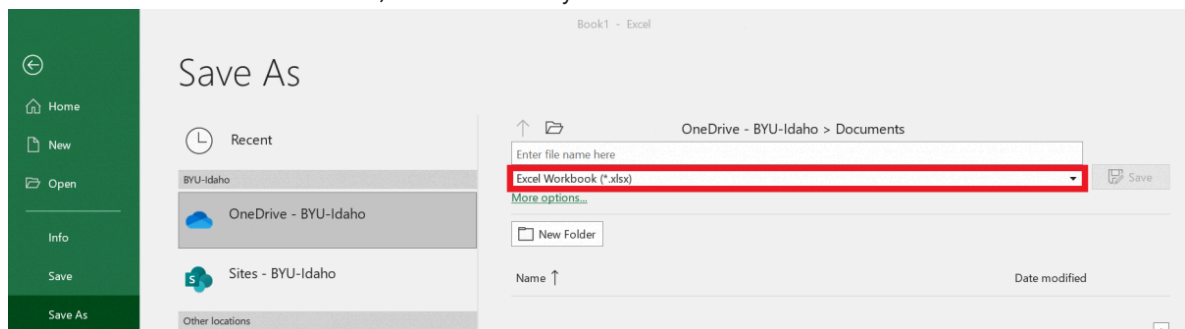 Book1 - Excel
Save As
Home
New
Open
Info
Save
Save As
Recent
BYU-Idaho
OneDrive - BYU-Idaho
S
Sites - BYU-Idaho
Other locations
OneDrive - BYU-Idaho > Documents
Enter file name here
Excel Workbook (*.xlsx)
Save
More options...
New Folder
Name ↑
Date modified